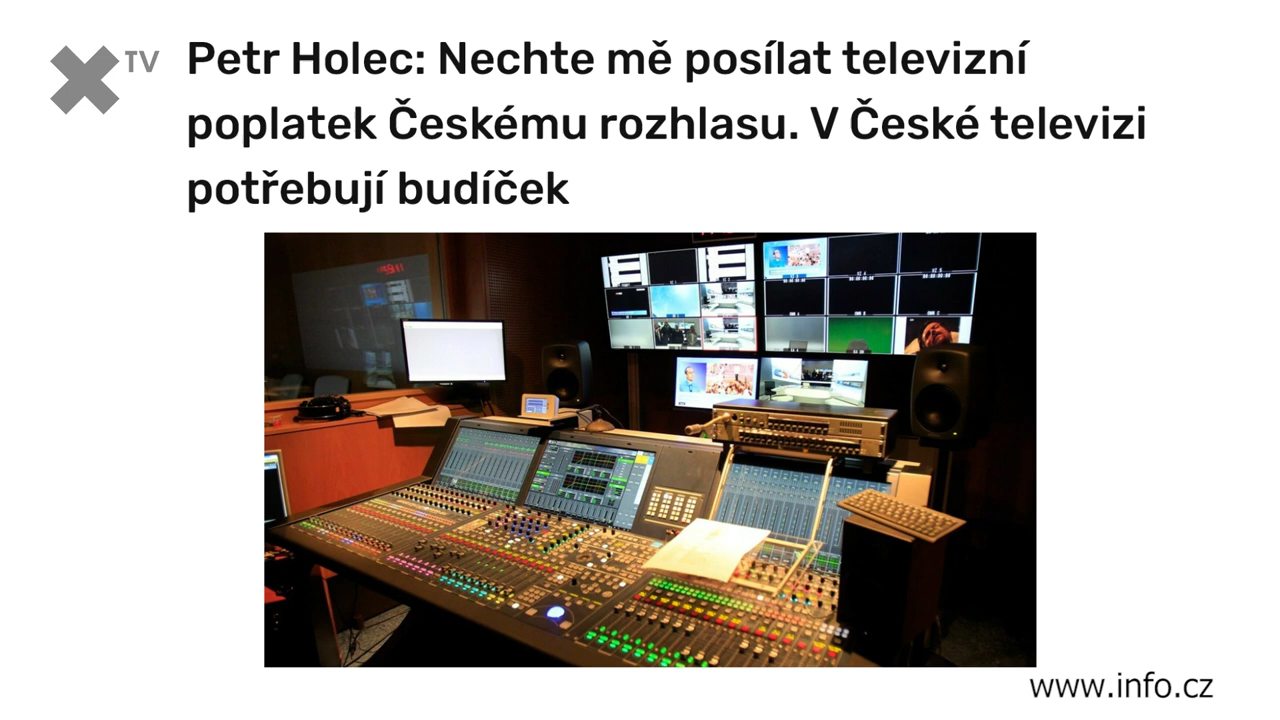 TV
Petr Holec: Nechte mě posílat televizní
poplatek Českému rozhlasu. V České televizi
potřebují budíček
www.info.cz